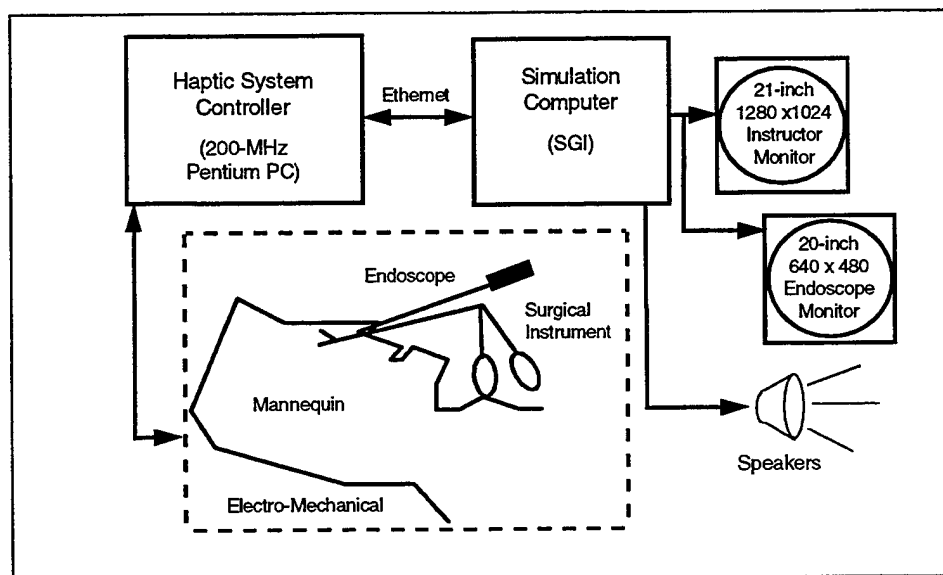 Haptic System
Controller
(200-MHz
Pentium PC)
Ethernet
Simulation
Computer
(SGI)
21-inch
1280 x1024
Instructor
Monitor
20-inch
640 x 480
Endoscope
Monitor
Endoscope
Surgical
Instrument
Mannequin
Electro-Mechanical
Speakers